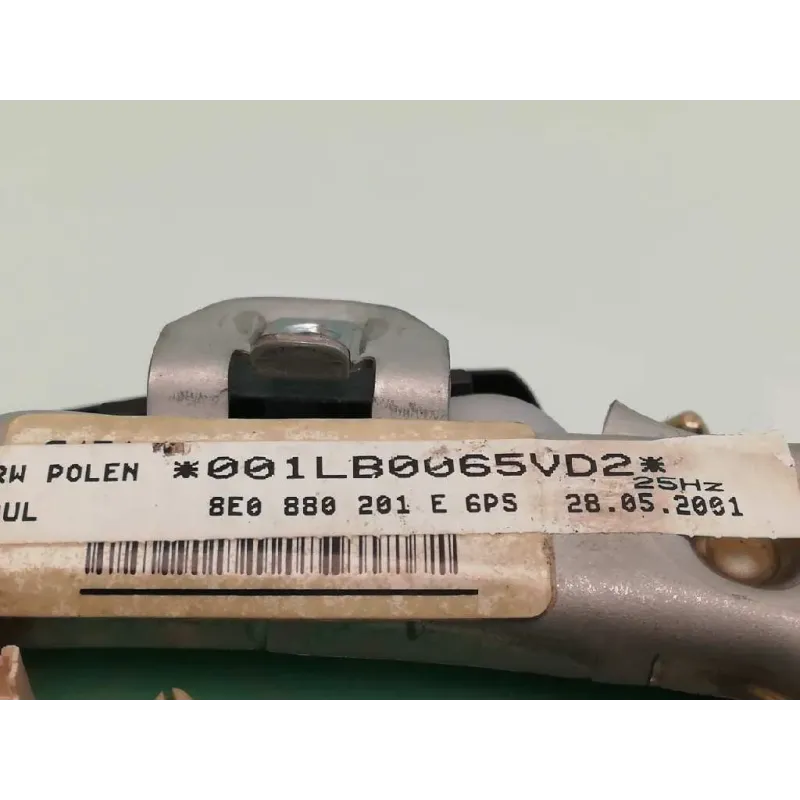 RW POLEN *001LB0065VD2*
25Hz
UL 8E0 880 201 E 6PS 28.05.2001